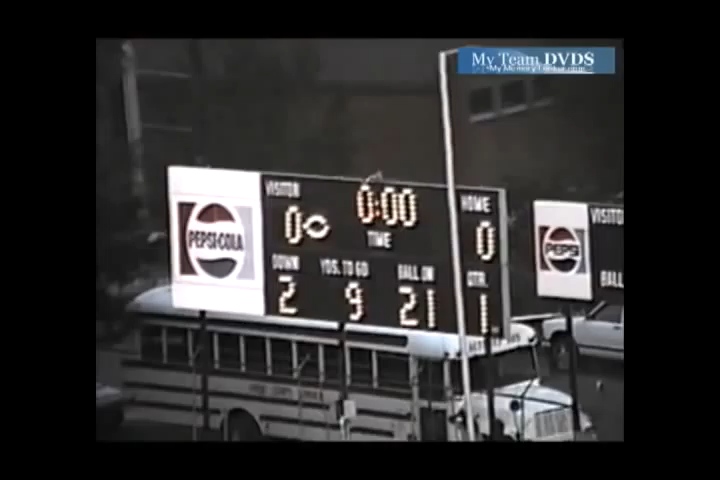 My Team DVDS
VISITOR
0:00
HOME
0
TIME
0
PEPSI-COLA
DOWN
YDS. TO GO
BALL ON
QTR.
2
9
21
1
VISITOR
PEPSI
BALL